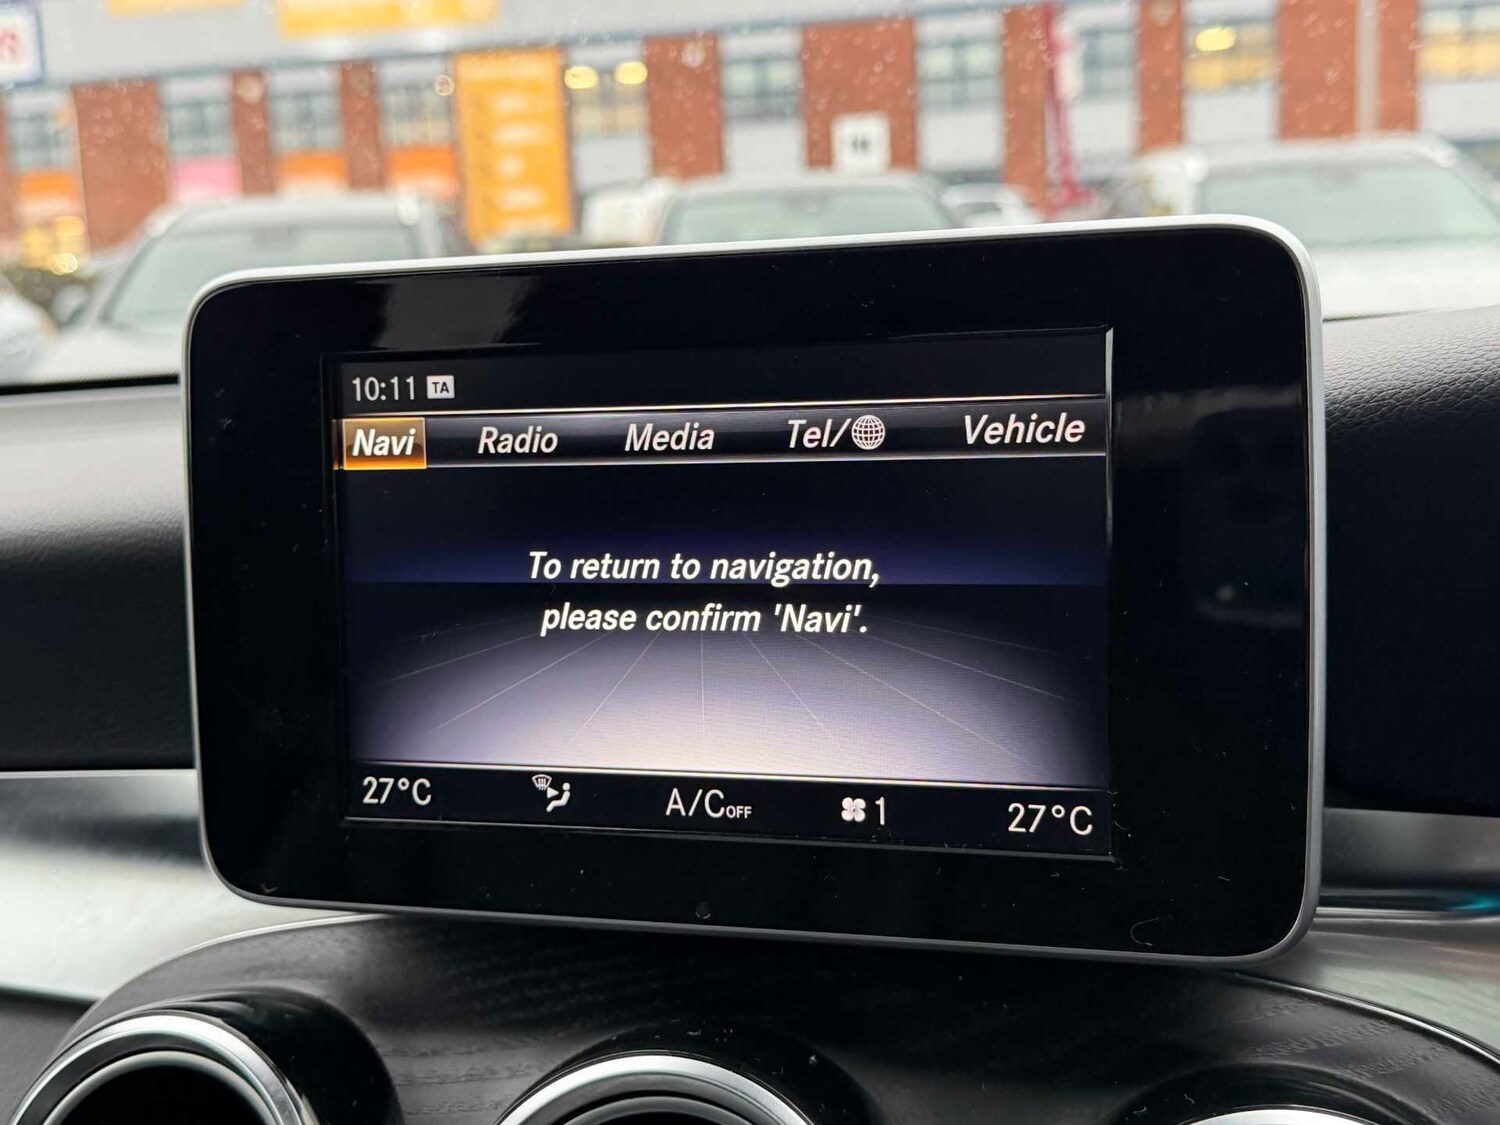 10:11 TA
Navi Radio Media Tel/ Vehicle
To return to navigation,
please confirm 'Navi'.
27°C A/COFF 1 27°C